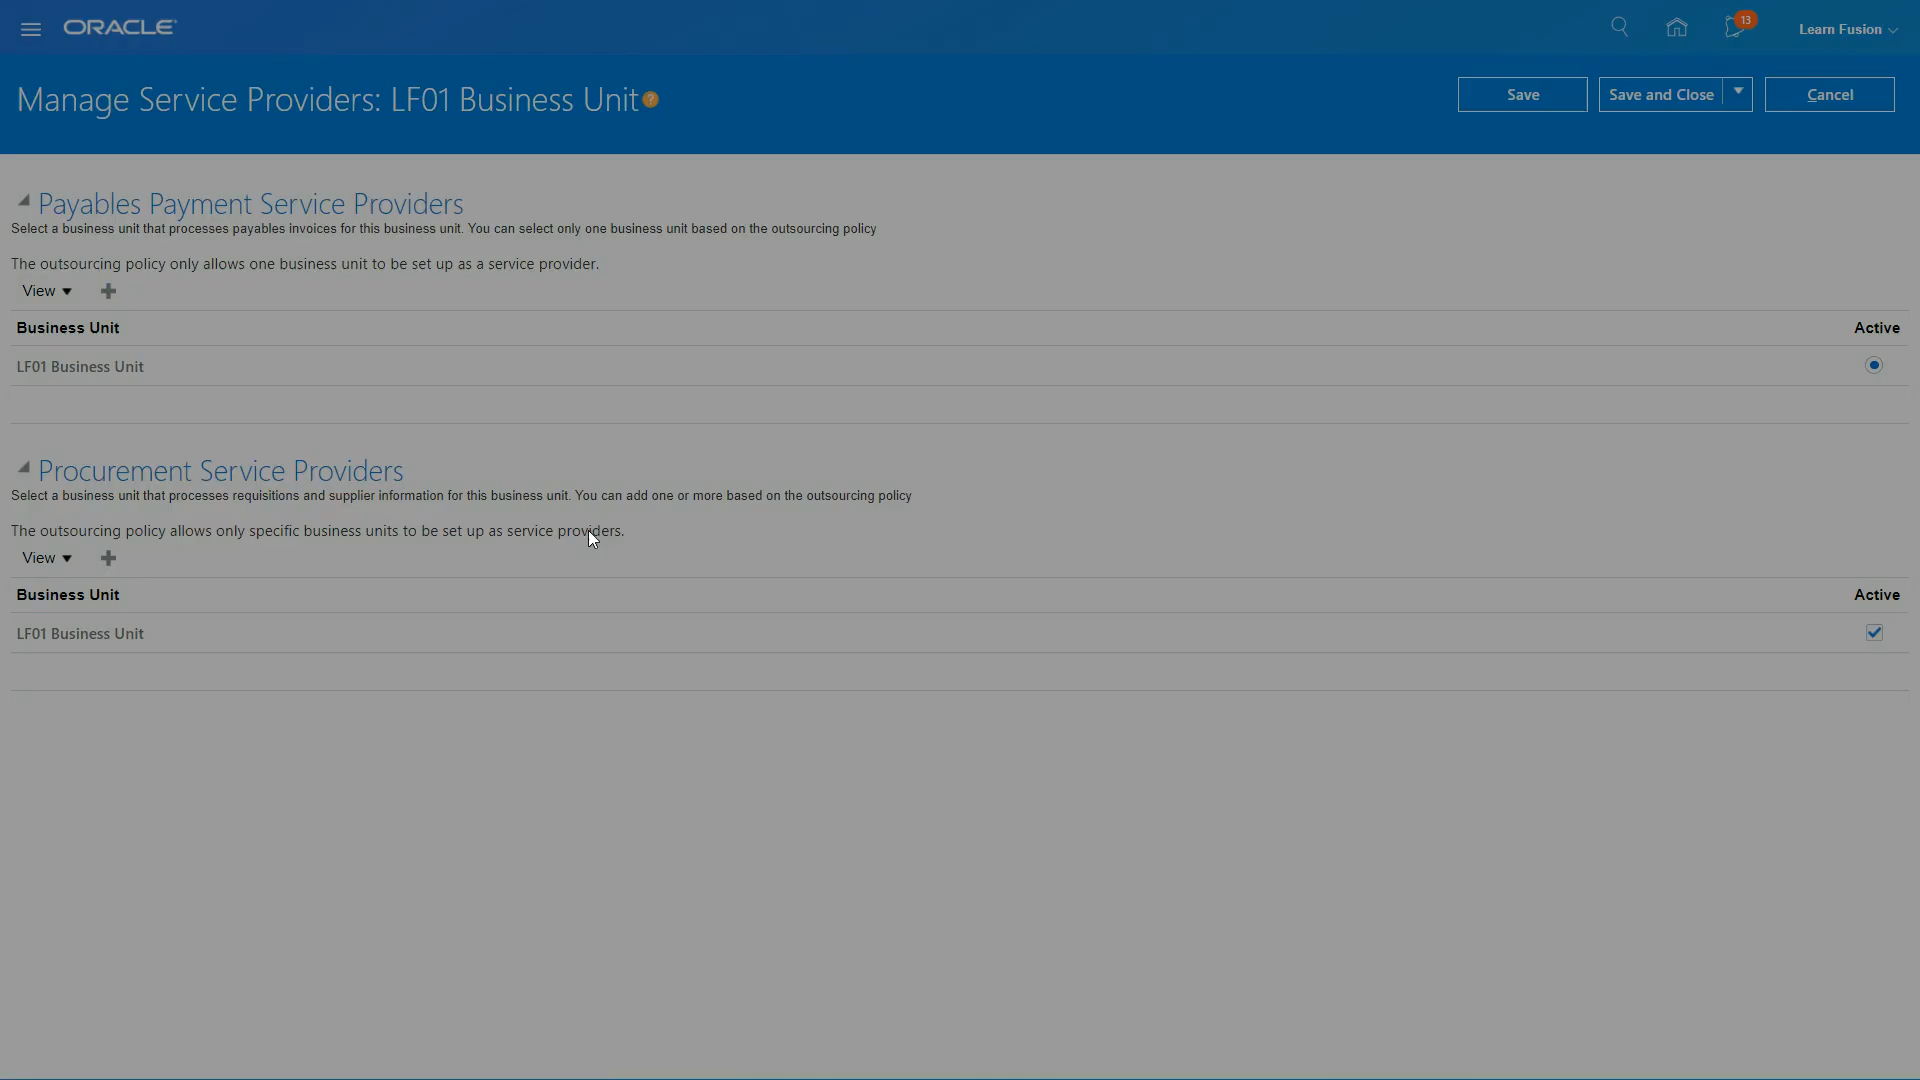 ORACLE
13
Learn Fusion
Manage Service Providers: LF01 Business Unit
?
Save
Save and Close
Cancel
Payables Payment Service Providers
Select a business unit that processes payables invoices for this business unit. You can select only one business unit based on the outsourcing policy
The outsourcing policy only allows one business unit to be set up as a service provider.
View
Business Unit
Active
LF01 Business Unit
Procurement Service Providers
Select a business unit that processes requisitions and supplier information for this business unit. You can add one or more based on the outsourcing policy
The outsourcing policy allows only specific business units to be set up as service providers.
View
Business Unit
Active
LF01 Business Unit